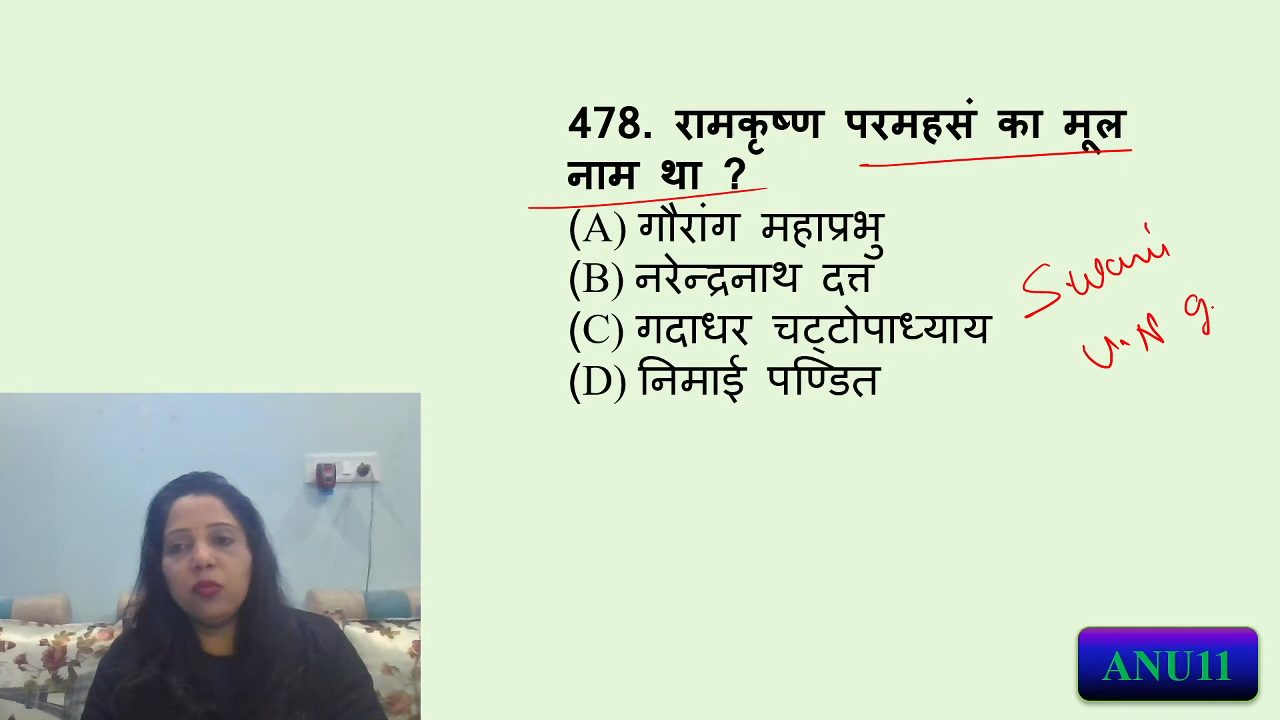 478. रामकृष्ण परमहसं का मूल
नाम था ?
(A) गौरांग महाप्रभु
(B) नरेन्द्रनाथ दत्त
(C) गदाधर चट्टोपाध्याय
(D) निमाई पण्डित
Swami
ANU11